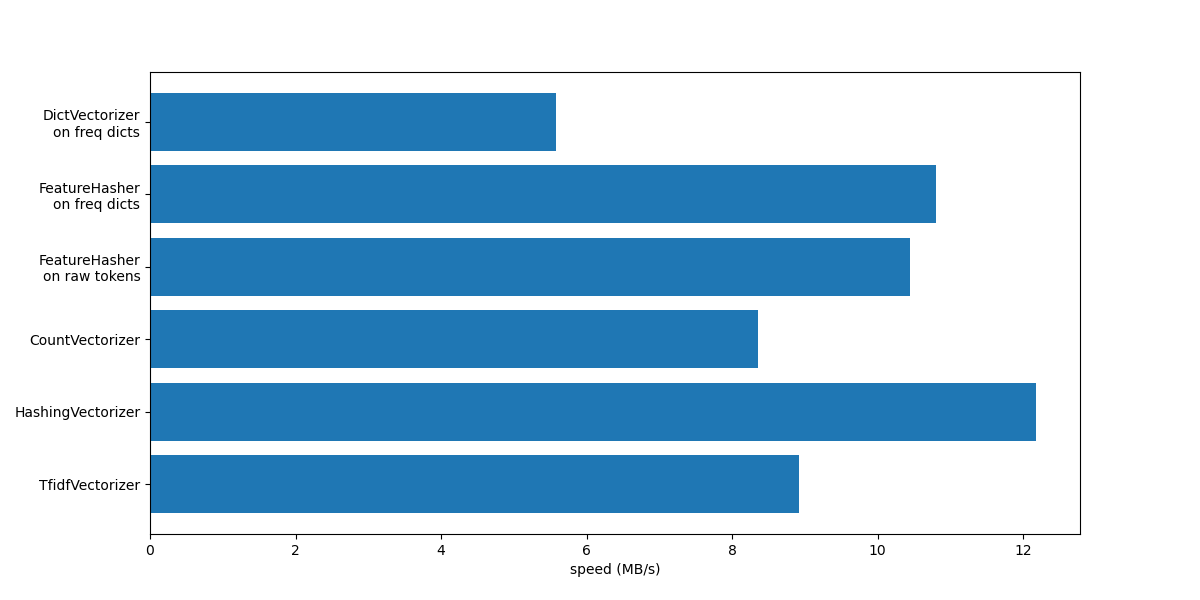 DictVectorizer
on freq dicts
FeatureHasher
on freq dicts
FeatureHasher
on raw tokens
CountVectorizer
HashingVectorizer
TfidfVectorizer
0 2 4 6 8 10 12
speed (MB/s)